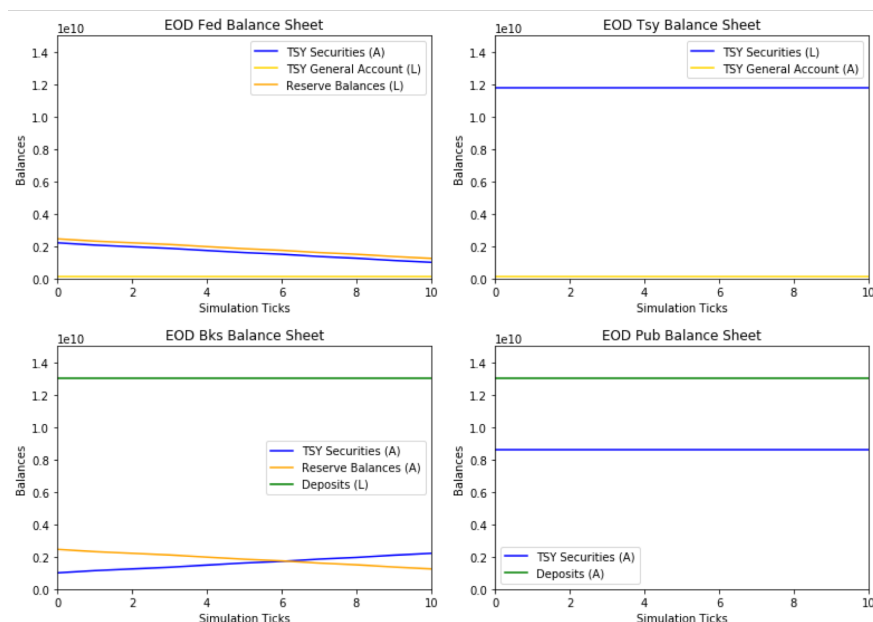 EOD Fed Balance Sheet
1e10
TSY Securities (A)
TSY General Account (L)
Reserve Balances (L)
1.4
1.2
1.0
0.8
0.6
0.4
0.2
0.0
Balances
0 2 4 6 8 10
Simulation Ticks
EOD Tsy Balance Sheet
1e10
TSY Securities (L)
TSY General Account (A)
1.4
1.2
1.0
0.8
0.6
0.4
0.2
0.0
Balances
0 2 4 6 8 10
Simulation Ticks
EOD Bks Balance Sheet
1e10
1.4
1.2
1.0
0.8
0.6
0.4
0.2
0.0
Balances
TSY Securities (A)
Reserve Balances (A)
Deposits (L)
0 2 4 6 8 10
Simulation Ticks
EOD Pub Balance Sheet
1e10
1.4
1.2
1.0
0.8
0.6
0.4
0.2
0.0
Balances
TSY Securities (A)
Deposits (A)
0 2 4 6 8 10
Simulation Ticks